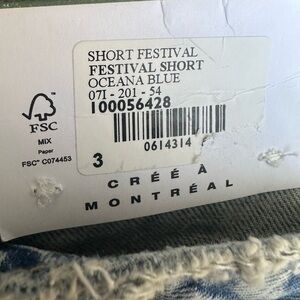 SHORT FESTIVAL
FESTIVAL SHORT
OCEANA BLUE
07I - 201 - 54
100056428
0614314
3
FSC
MIX
Paper
FSC® C074453
CRÉÉ À
MONTRÉAL